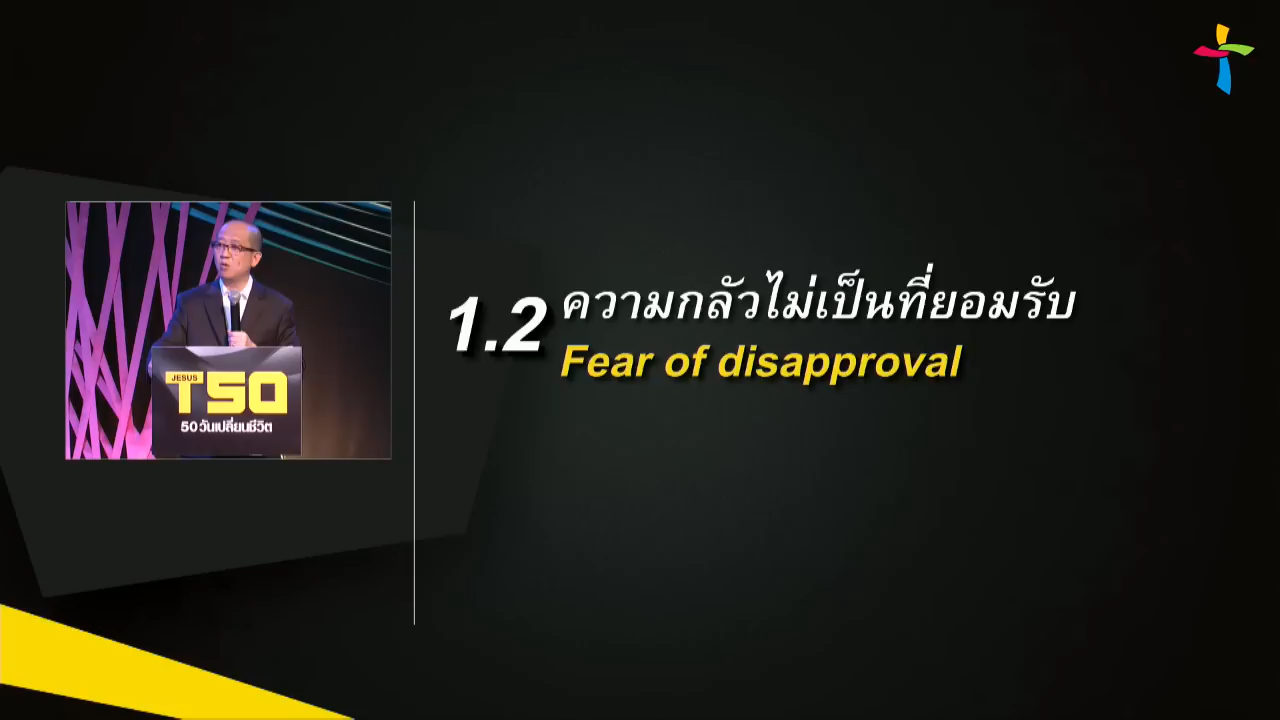 JESUS
T50
50 วันเปลี่ยนชีวิต
1.2
ความกลัวไม่เป็นที่ยอมรับ
Fear of disapproval